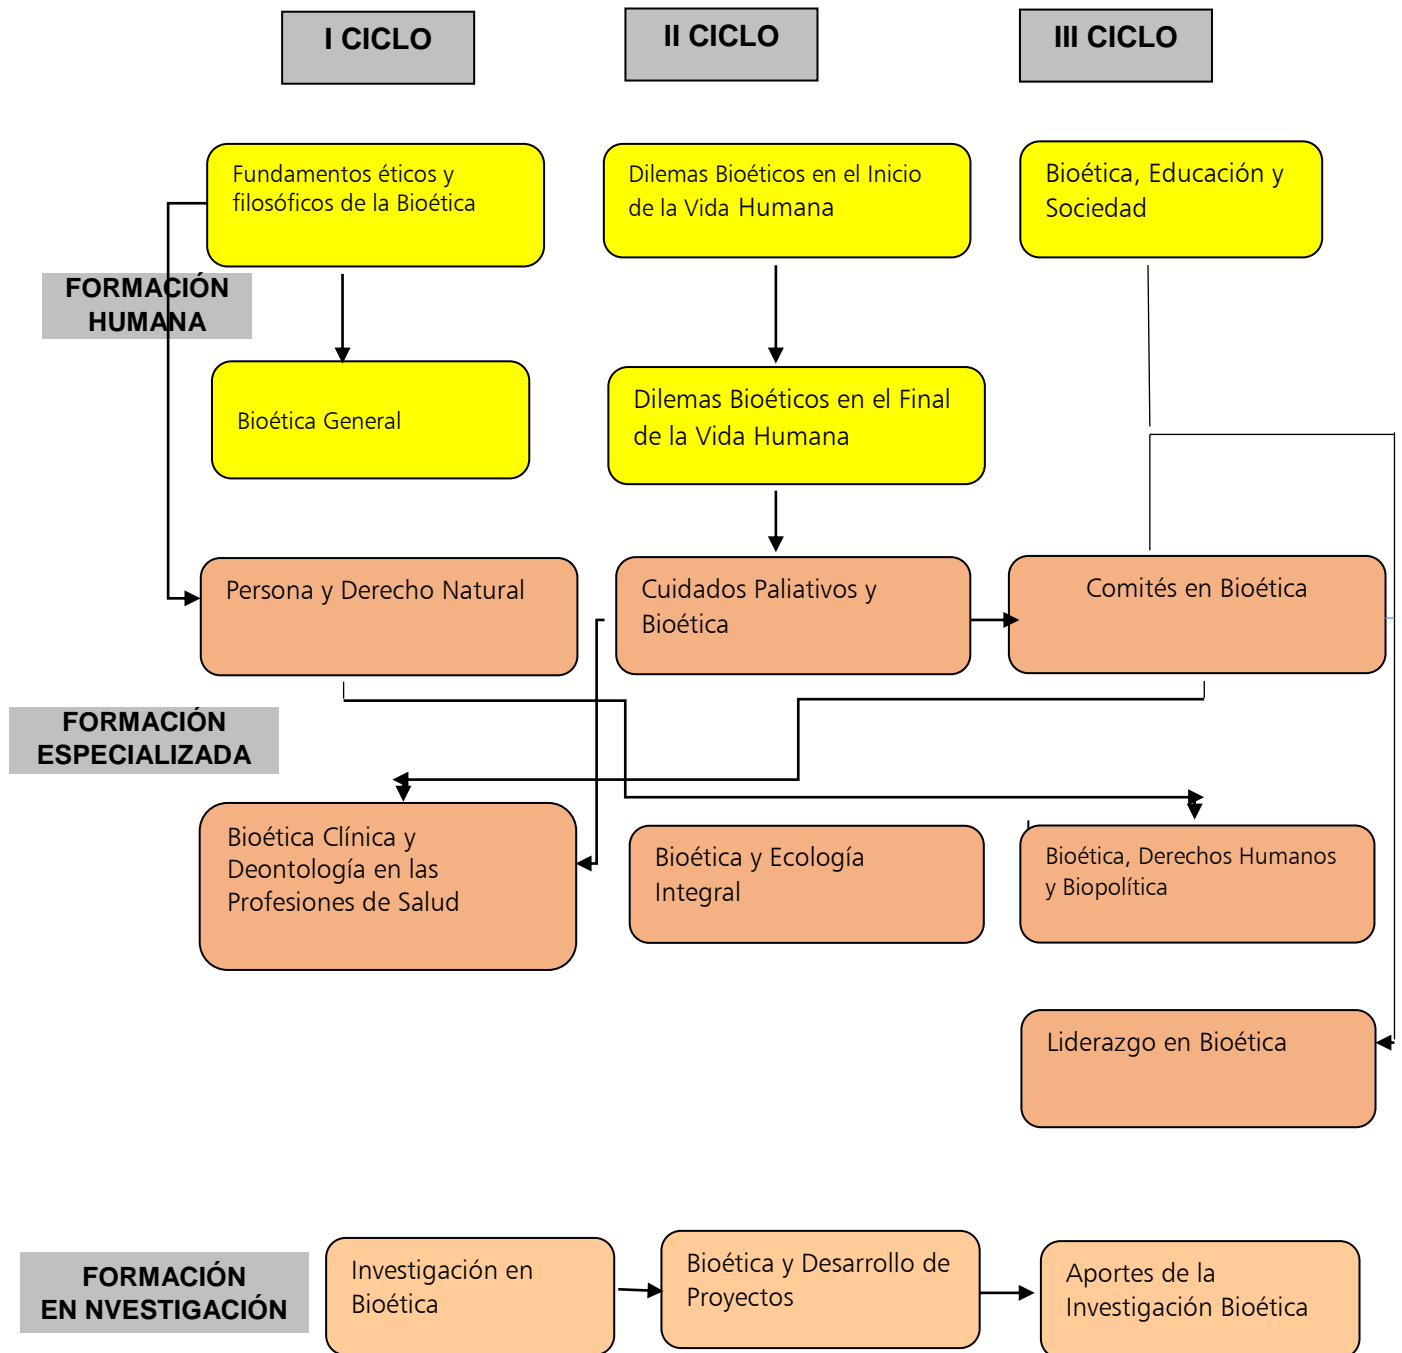 I CICLO
II CICLO
III CICLO
Fundamentos éticos y
filosóficos de la Bioética
Dilemas Bioéticos en el Inicio
de la Vida Humana
Bioética, Educación y
Sociedad
FORMACIÓN
HUMANA
Bioética General
Dilemas Bioéticos en el Final
de la Vida Humana
Persona y Derecho Natural
Cuidados Paliativos y
Bioética
Comités en Bioética
FORMACIÓN
ESPECIALIZADA
Bioética Clínica y
Deontología en las
Profesiones de Salud
Bioética y Ecología
Integral
Bioética, Derechos Humanos
y Biopolítica
Liderazgo en Bioética
FORMACIÓN
EN NVESTIGACIÓN
Investigación en
Bioética
Bioética y Desarrollo de
Proyectos
Aportes de la
Investigación Bioética